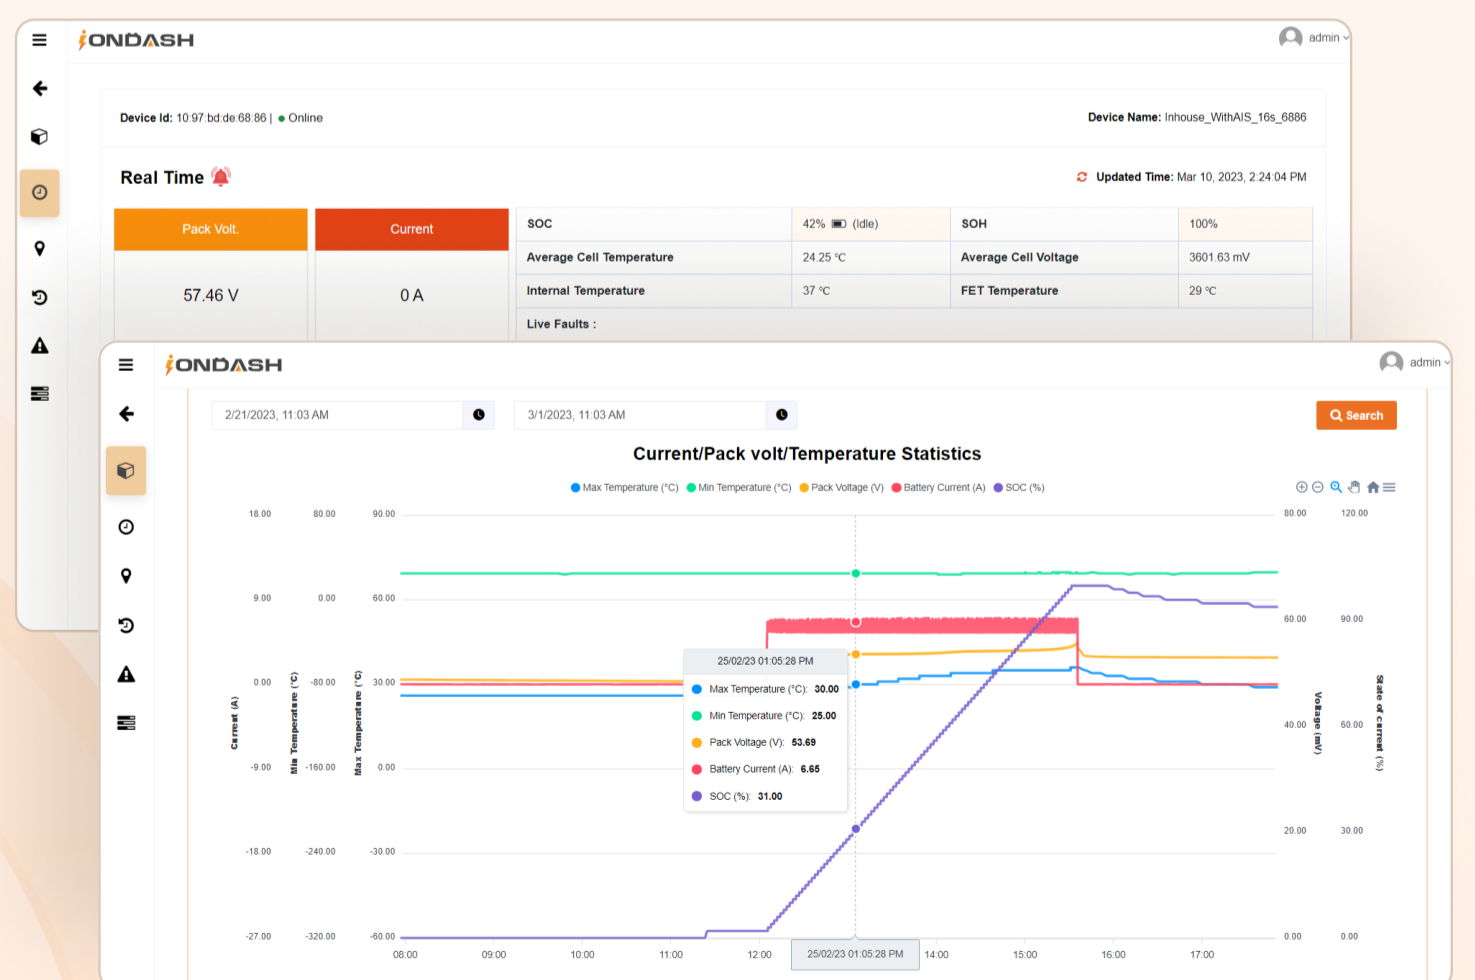 IONDASH
admin
Device Id: 10:97:bd:de:68:86 | ● Online
Device Name: Inhouse_WithAIS_16s_6886
Real Time
Updated Time: Mar 10, 2023, 2:24:04 PM
Pack Volt.
Current
57.46 V
0 A
SOC 42% (Idle) SOH 100%
Average Cell Temperature 24.25 °C Average Cell Voltage 3601.63 mV
Internal Temperature 37 °C FET Temperature 29 °C
Live Faults :
IONDASH
admin
2/21/2023, 11:03 AM
3/1/2023, 11:03 AM
Search
Current/Pack volt/Temperature Statistics
Max Temperature (°C) Min Temperature (°C) Pack Voltage (V) Battery Current (A) SOC (%)
18.00 80.00 90.00 80.00 120.00
9.00 0.00 60.00 60.00 90.00
0.00 -80.00 30.00
-9.00 -160.00 0.00 40.00 60.00
-18.00 -240.00 -30.00 20.00 30.00
-27.00 -320.00 -60.00 0.00 0.00
Current (A)
Min Temperature (°C)
Max Temperature (°C)
Voltage (mV)
State of current (%)
25/02/23 01:05:28 PM
Max Temperature (°C): 30.00
Min Temperature (°C): 25.00
Pack Voltage (V): 53.69
Battery Current (A): 6.65
SOC (%): 31.00
08:00 09:00 10:00 11:00 12:00 25/02/23 01:05:28 PM 14:00 15:00 16:00 17:00